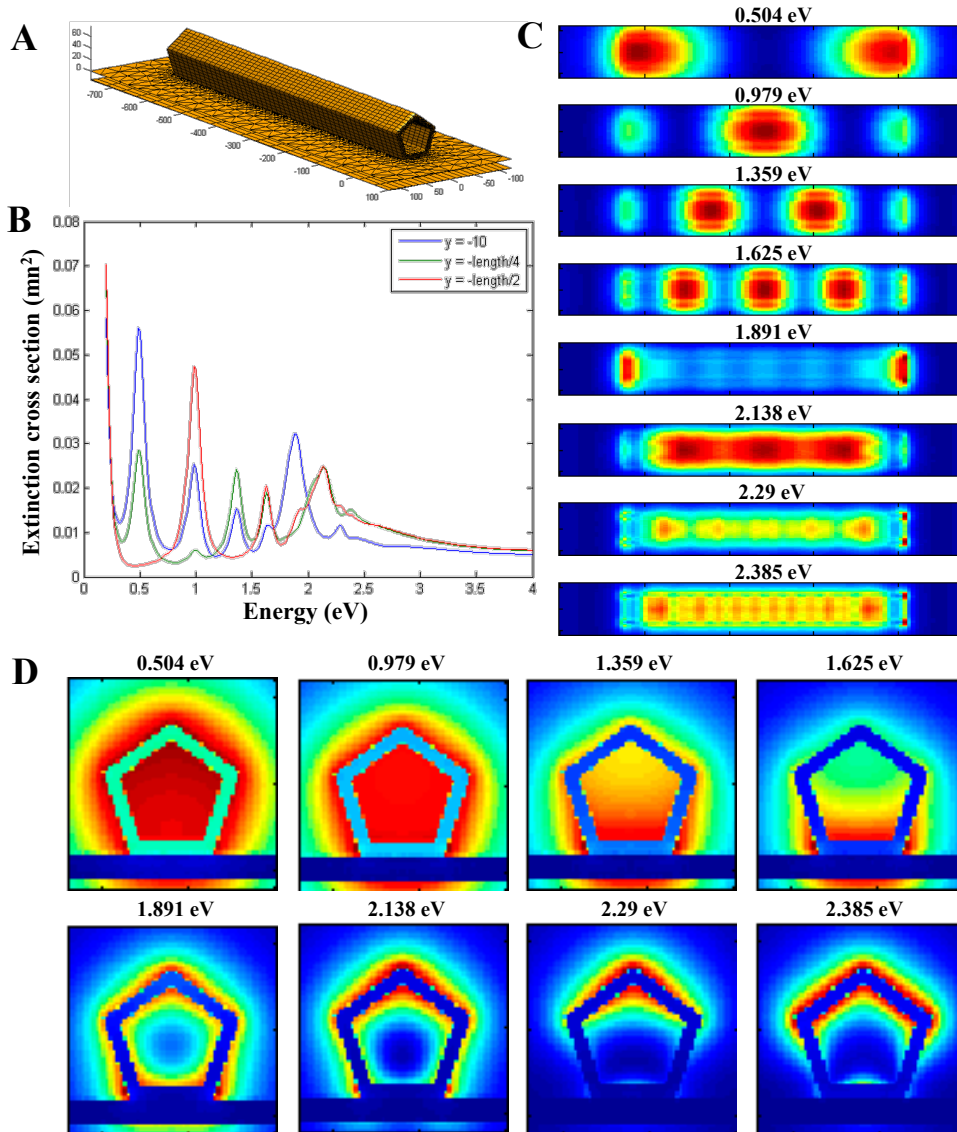 A
60
40
20
0
-700
-600
-500
-400
-300
-200
-100
0
100
100
50
0
-50
-100
B
0.08
0.07
0.06
0.05
0.04
0.03
0.02
0.01
0
0 0.5 1 1.5 2 2.5 3 3.5 4
Extinction cross section (nm²)
Energy (eV)
y = -10
y = -length/4
y = -length/2
C
0.504 eV
0.979 eV
1.359 eV
1.625 eV
1.891 eV
2.138 eV
2.29 eV
2.385 eV
D
0.504 eV 0.979 eV 1.359 eV 1.625 eV
1.891 eV 2.138 eV 2.29 eV 2.385 eV